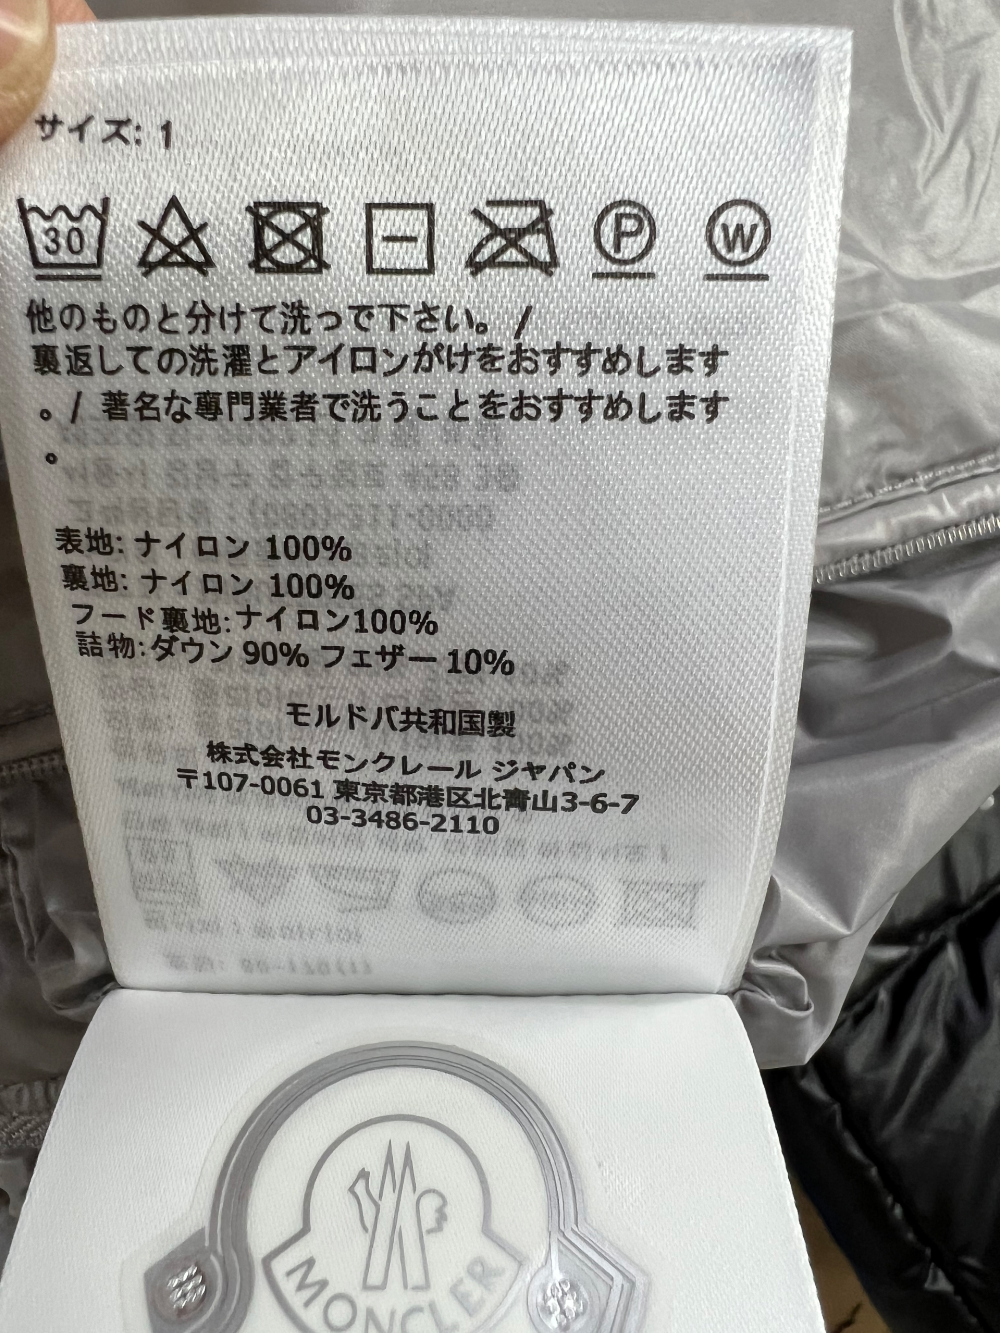 サイズ: 1
30
P
W
他のものと分けて洗って下さい。 /
裏返しての洗濯とアイロンがけをおすすめします
。/ 著名な專門業者で洗うことをおすすめします
。
表地: ナイロン 100%
裏地: ナイロン 100%
フード裏地:ナイロン100%
詰物:ダウン 90% フェザー 10%
モルドバ共和国製
株式会社モンクレール ジャパン
〒107-0061 東京都港区北青山3-6-7
03-3486-2110
MONCLER